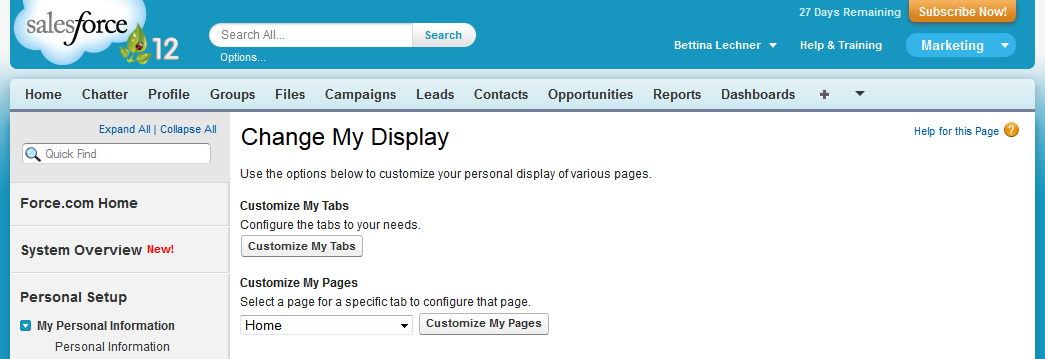 salesforce
12
Search All...
Search
Options...
27 Days Remaining
Subscribe Now!
Bettina Lechner
Help & Training
Marketing
Home Chatter Profile Groups Files Campaigns Leads Contacts Opportunities Reports Dashboards +
Expand All | Collapse All
Quick Find
Force.com Home
System Overview New!
Personal Setup
My Personal Information
Personal Information
Change My Display
Help for this Page ?
Use the options below to customize your personal display of various pages.
Customize My Tabs
Configure the tabs to your needs.
Customize My Tabs
Customize My Pages
Select a page for a specific tab to configure that page.
Home
Customize My Pages